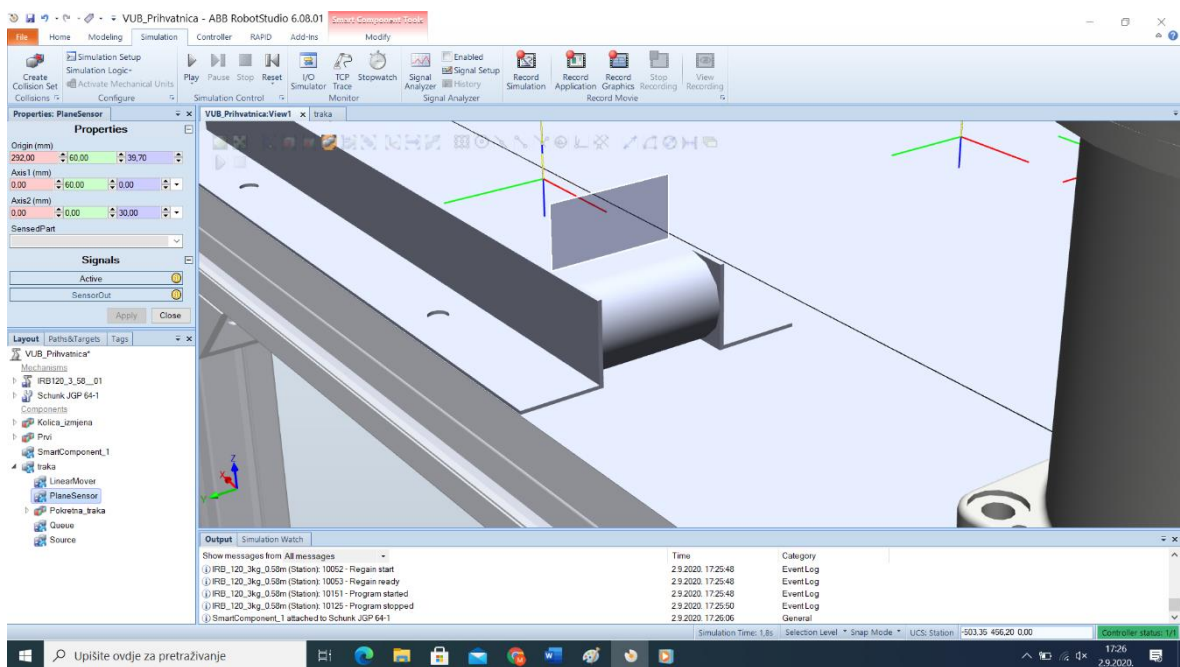 VUB_Prihvatnica - ABB RobotStudio 6.08.01
Smart Component Tools
File Home Modeling Simulation Controller RAPID Add-Ins Modify
Create Collision Set
Collisions
Simulation Setup
Simulation Logic
Activate Mechanical Units
Configure
Play Pause Stop Reset
Simulation Control
I/O Simulator
TCP Trace
Stopwatch
Monitor
Signal Analyzer
Enabled
Signal Setup
History
Signal Analyzer
Record Simulation
Record Application
Record Graphics
Stop Recording
View Recording
Record Movie
Properties: PlaneSensor
VUB_Prihvatnica:View1 x traka
Properties
Origin (mm)
292,00 60,00 39,70
Axis1 (mm)
0,00 60,00 0,00
Axis2 (mm)
0,00 0,00 30,00
SensedPart
Signals
Active
SensorOut
Apply Close
Layout Paths&Targets Tags
VUB_Prihvatnica*
Mechanisms
IRB120_3_58__01
Schunk JGP 64-1
Components
Kolica_izmjena
Prvi
SmartComponent_1
traka
LinearMover
PlaneSensor
Pokretna_traka
Queue
Source
Z
X
Y
Output Simulation Watch
Show messages from All messages Time Category
IRB_120_3kg_0.58m (Station): 10052 - Regain start 2.9.2020. 17:25:48 Event Log
IRB_120_3kg_0.58m (Station): 10053 - Regain ready 2.9.2020. 17:25:48 Event Log
IRB_120_3kg_0.58m (Station): 10151 - Program started 2.9.2020. 17:25:48 Event Log
IRB_120_3kg_0.58m (Station): 10125 - Program stopped 2.9.2020. 17:25:50 Event Log
SmartComponent_1 attached to Schunk JGP 64-1 2.9.2020. 17:26:06 General
Simulation Time: 1,8s Selection Level Snap Mode UCS: Station -503,35 456,20 0,00 Controller status: 1/1
Upišite ovdje za pretraživanje
17:26
2.9.2020.